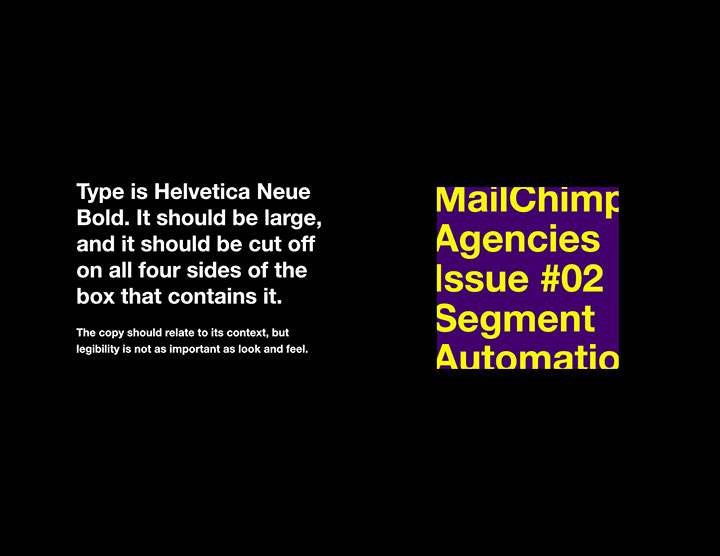 Type is Helvetica Neue
Bold. It should be large,
and it should be cut off
on all four sides of the
box that contains it.
The copy should relate to its context, but
legibility is not as important as look and feel.
MailChimp
Agencies
Issue #02
Segment
Automatio